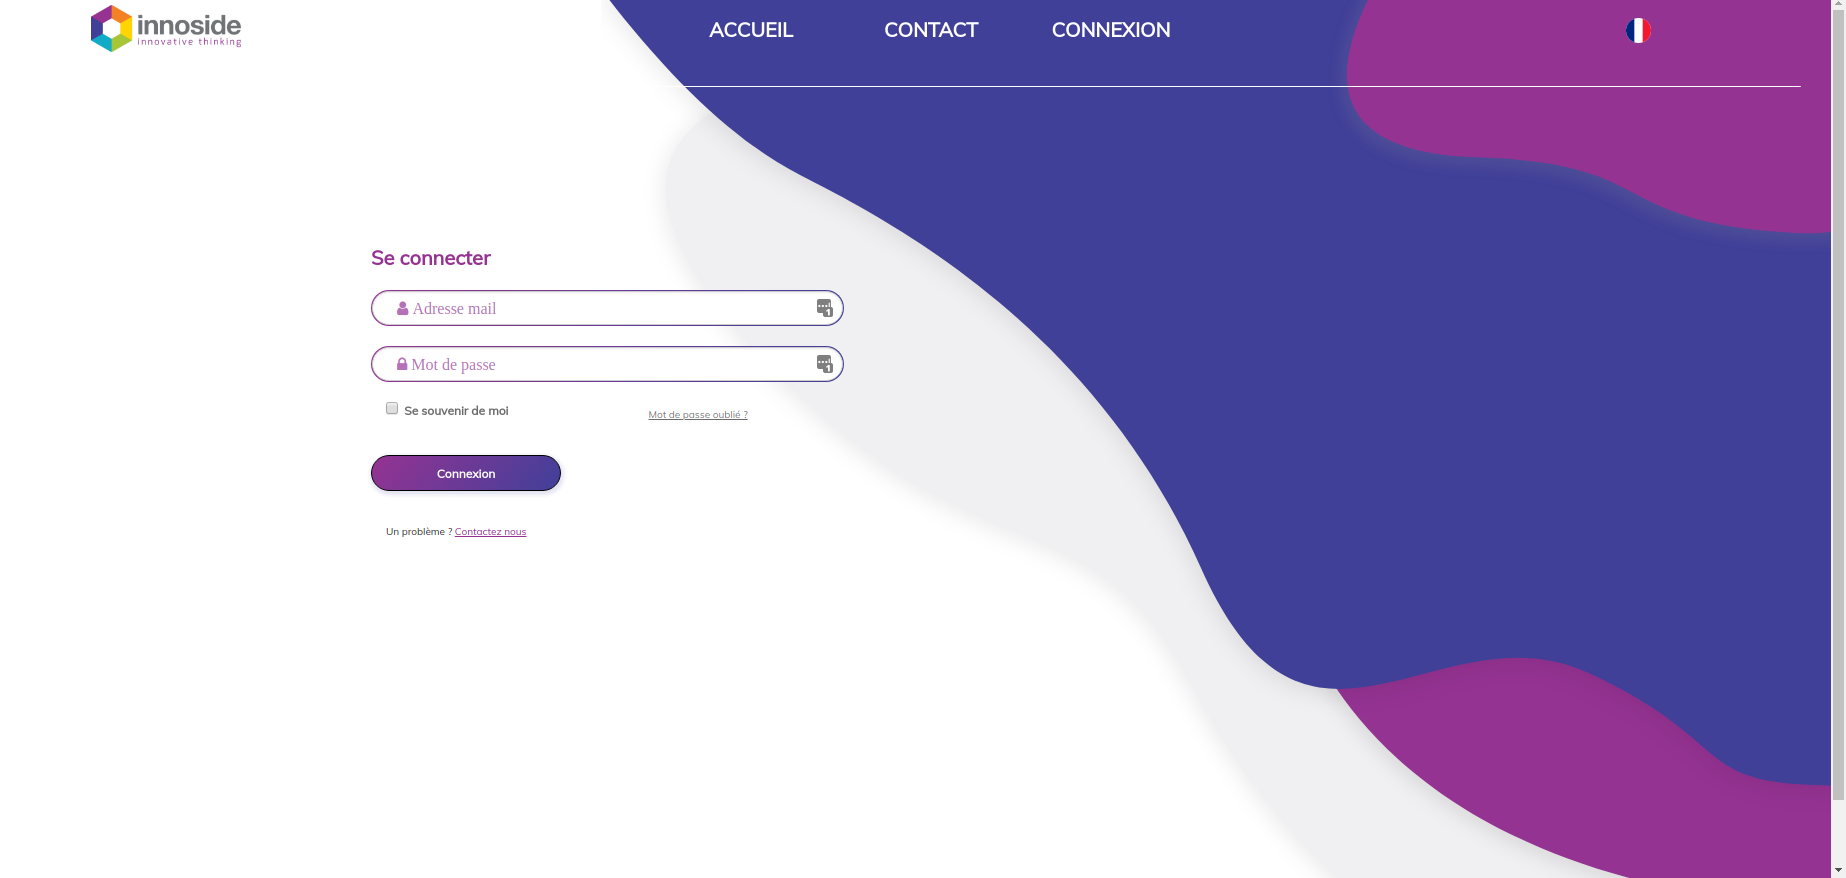 innoside
innovative thinking
ACCUEIL
CONTACT
CONNEXION
Se connecter
Adresse mail
Mot de passe
Se souvenir de moi
Mot de passe oublié ?
Connexion
Un problème ? Contactez nous